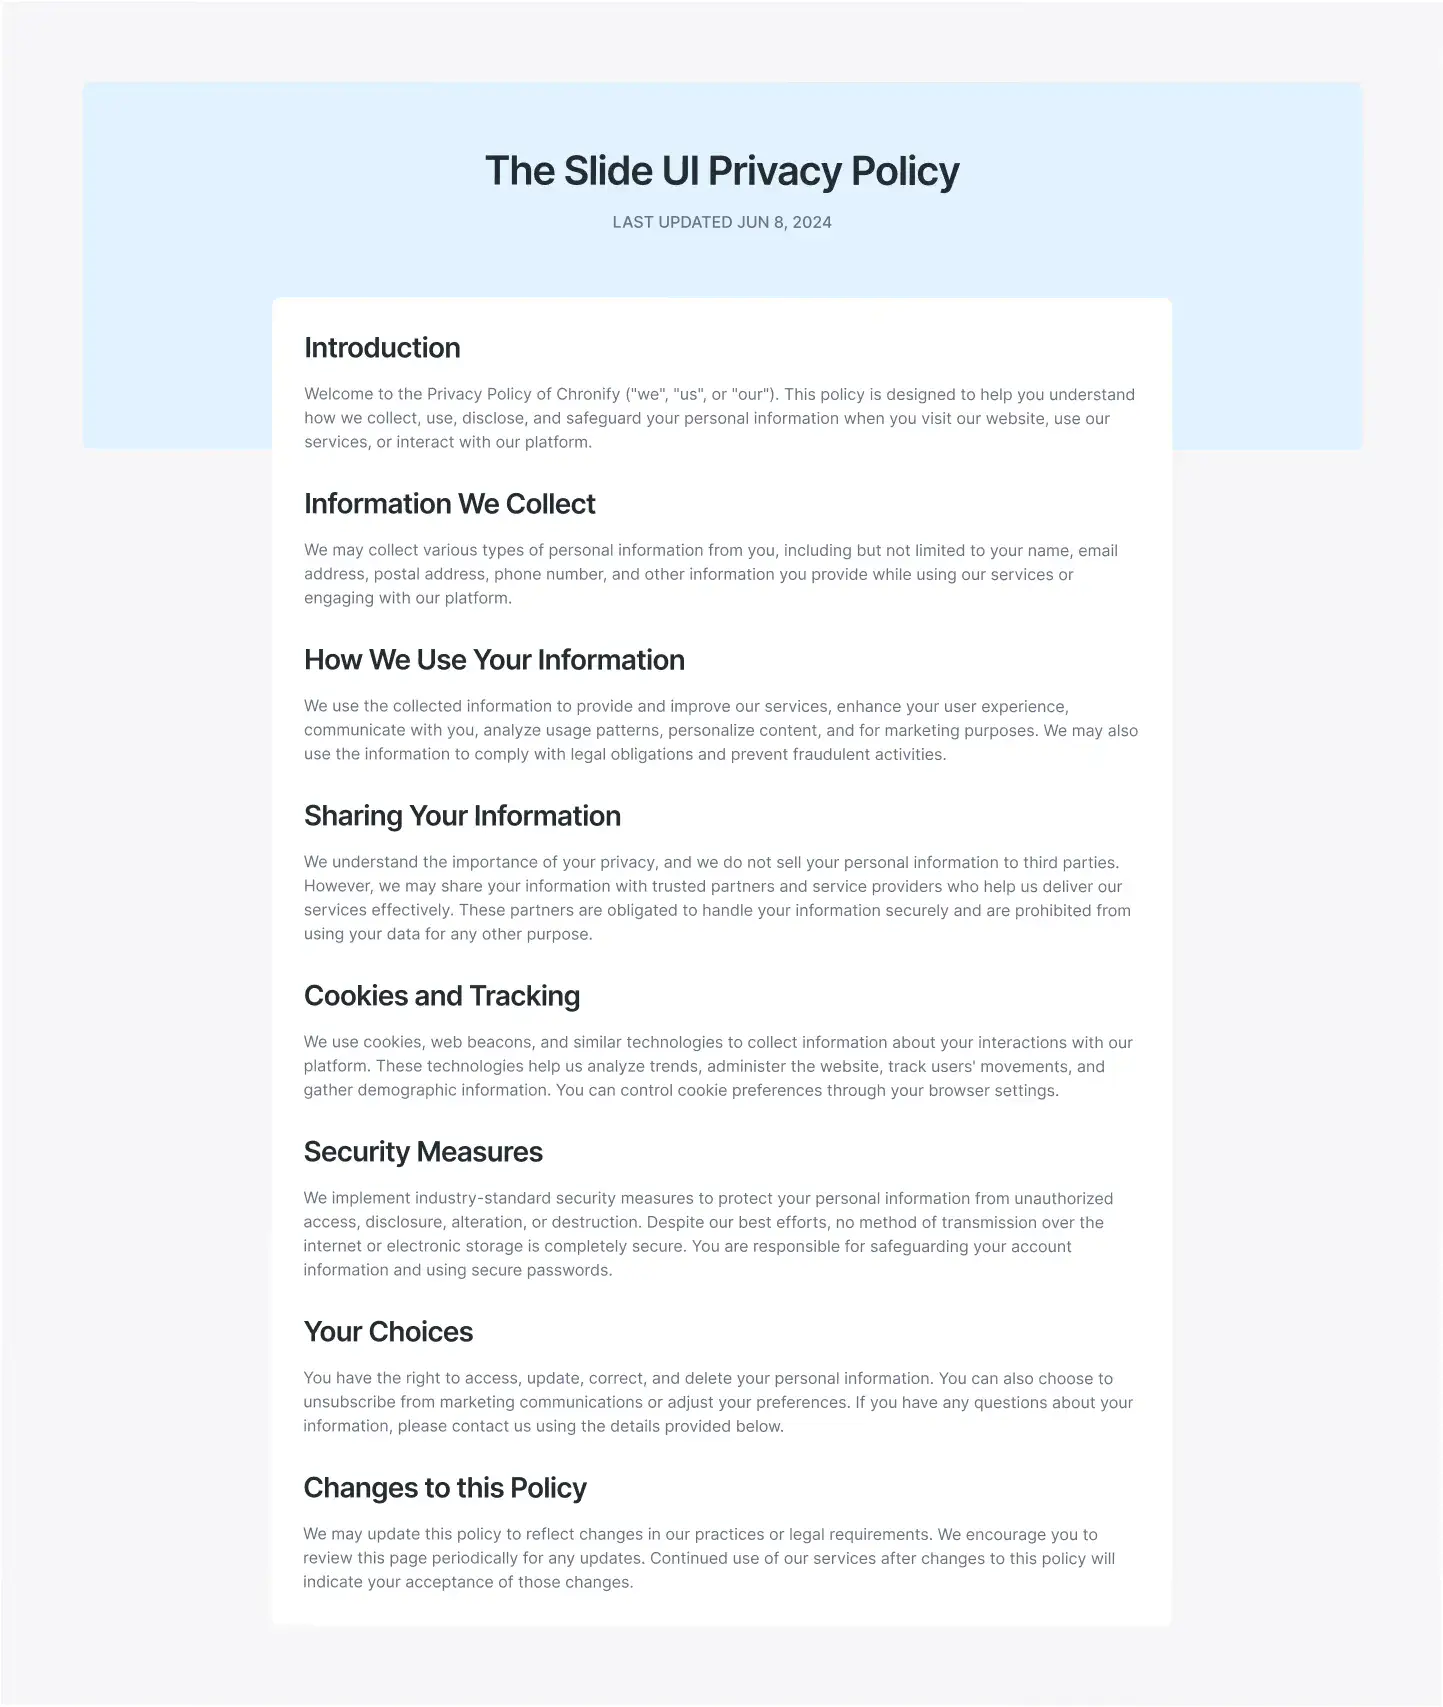 The Slide UI Privacy Policy
LAST UPDATED JUN 8, 2024
Introduction
Welcome to the Privacy Policy of Chronify ("we", "us", or "our"). This policy is designed to help you understand
how we collect, use, disclose, and safeguard your personal information when you visit our website, use our
services, or interact with our platform.
Information We Collect
We may collect various types of personal information from you, including but not limited to your name, email
address, postal address, phone number, and other information you provide while using our services or
engaging with our platform.
How We Use Your Information
We use the collected information to provide and improve our services, enhance your user experience,
communicate with you, analyze usage patterns, personalize content, and for marketing purposes. We may also
use the information to comply with legal obligations and prevent fraudulent activities.
Sharing Your Information
We understand the importance of your privacy, and we do not sell your personal information to third parties.
However, we may share your information with trusted partners and service providers who help us deliver our
services effectively. These partners are obligated to handle your information securely and are prohibited from
using your data for any other purpose.
Cookies and Tracking
We use cookies, web beacons, and similar technologies to collect information about your interactions with our
platform. These technologies help us analyze trends, administer the website, track users' movements, and
gather demographic information. You can control cookie preferences through your browser settings.
Security Measures
We implement industry-standard security measures to protect your personal information from unauthorized
access, disclosure, alteration, or destruction. Despite our best efforts, no method of transmission over the
internet or electronic storage is completely secure. You are responsible for safeguarding your account
information and using secure passwords.
Your Choices
You have the right to access, update, correct, and delete your personal information. You can also choose to
unsubscribe from marketing communications or adjust your preferences. If you have any questions about your
information, please contact us using the details provided below.
Changes to this Policy
We may update this policy to reflect changes in our practices or legal requirements. We encourage you to
review this page periodically for any updates. Continued use of our services after changes to this policy will
indicate your acceptance of those changes.